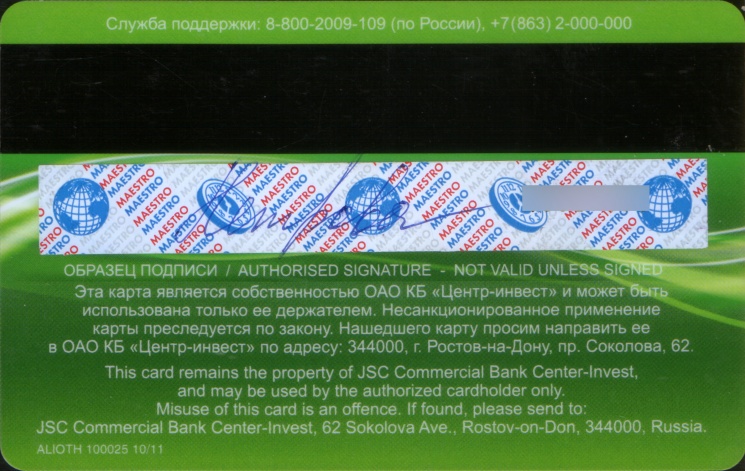 Служба поддержки: 8-800-2009-109 (по России), +7(863) 2-000-000
MAESTRO MAESTRO MAESTRO MAESTRO
ОБРАЗЕЦ ПОДПИСИ / AUTHORISED SIGNATURE - NOT VALID UNLESS SIGNED
Эта карта является собственностью ОАО КБ «Центр-инвест» и может быть
использована только ее держателем. Несанкционированное применение
карты преследуется по закону. Нашедшего карту просим направить ее
в ОАО КБ «Центр-инвест» по адресу: 344000, г. Ростов-на-Дону, пр. Соколова, 62.
This card remains the property of JSC Commercial Bank Center-Invest,
and may be used by the authorized cardholder only.
Misuse of this card is an offence. If found, please send to:
JSC Commercial Bank Center-Invest, 62 Sokolova Ave., Rostov-on-Don, 344000, Russia.
ALIOTH 100025 10/11